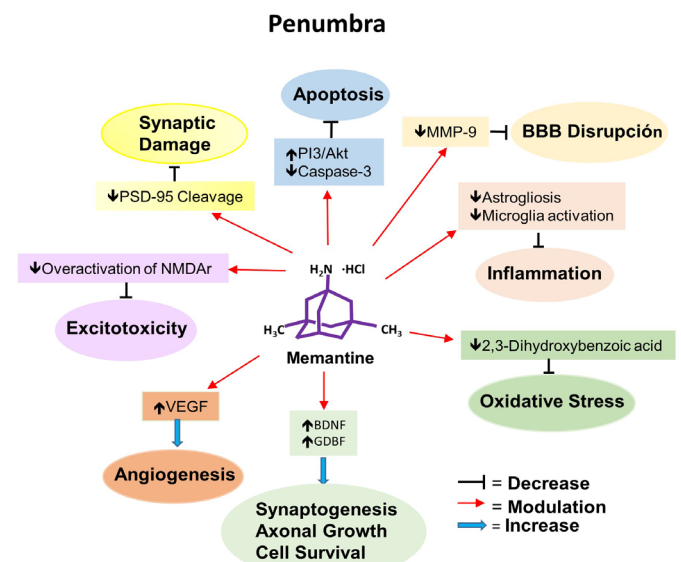 Penumbra
Apoptosis
↑PI3/Akt
↓Caspase-3
Synaptic
Damage
↓PSD-95 Cleavage
↓MMP-9
BBB Disrupción
↓Astrogliosis
↓Microglia activation
Inflammation
↓Overactivation of NMDAr
Excitotoxicity
H₂N ·HCl
H₃C
CH₃
Memantine
↓2,3-Dihydroxybenzoic acid
Oxidative Stress
↑VEGF
Angiogenesis
↑BDNF
↑GDBF
Synaptogenesis
Axonal Growth
Cell Survival
= Decrease
= Modulation
= Increase